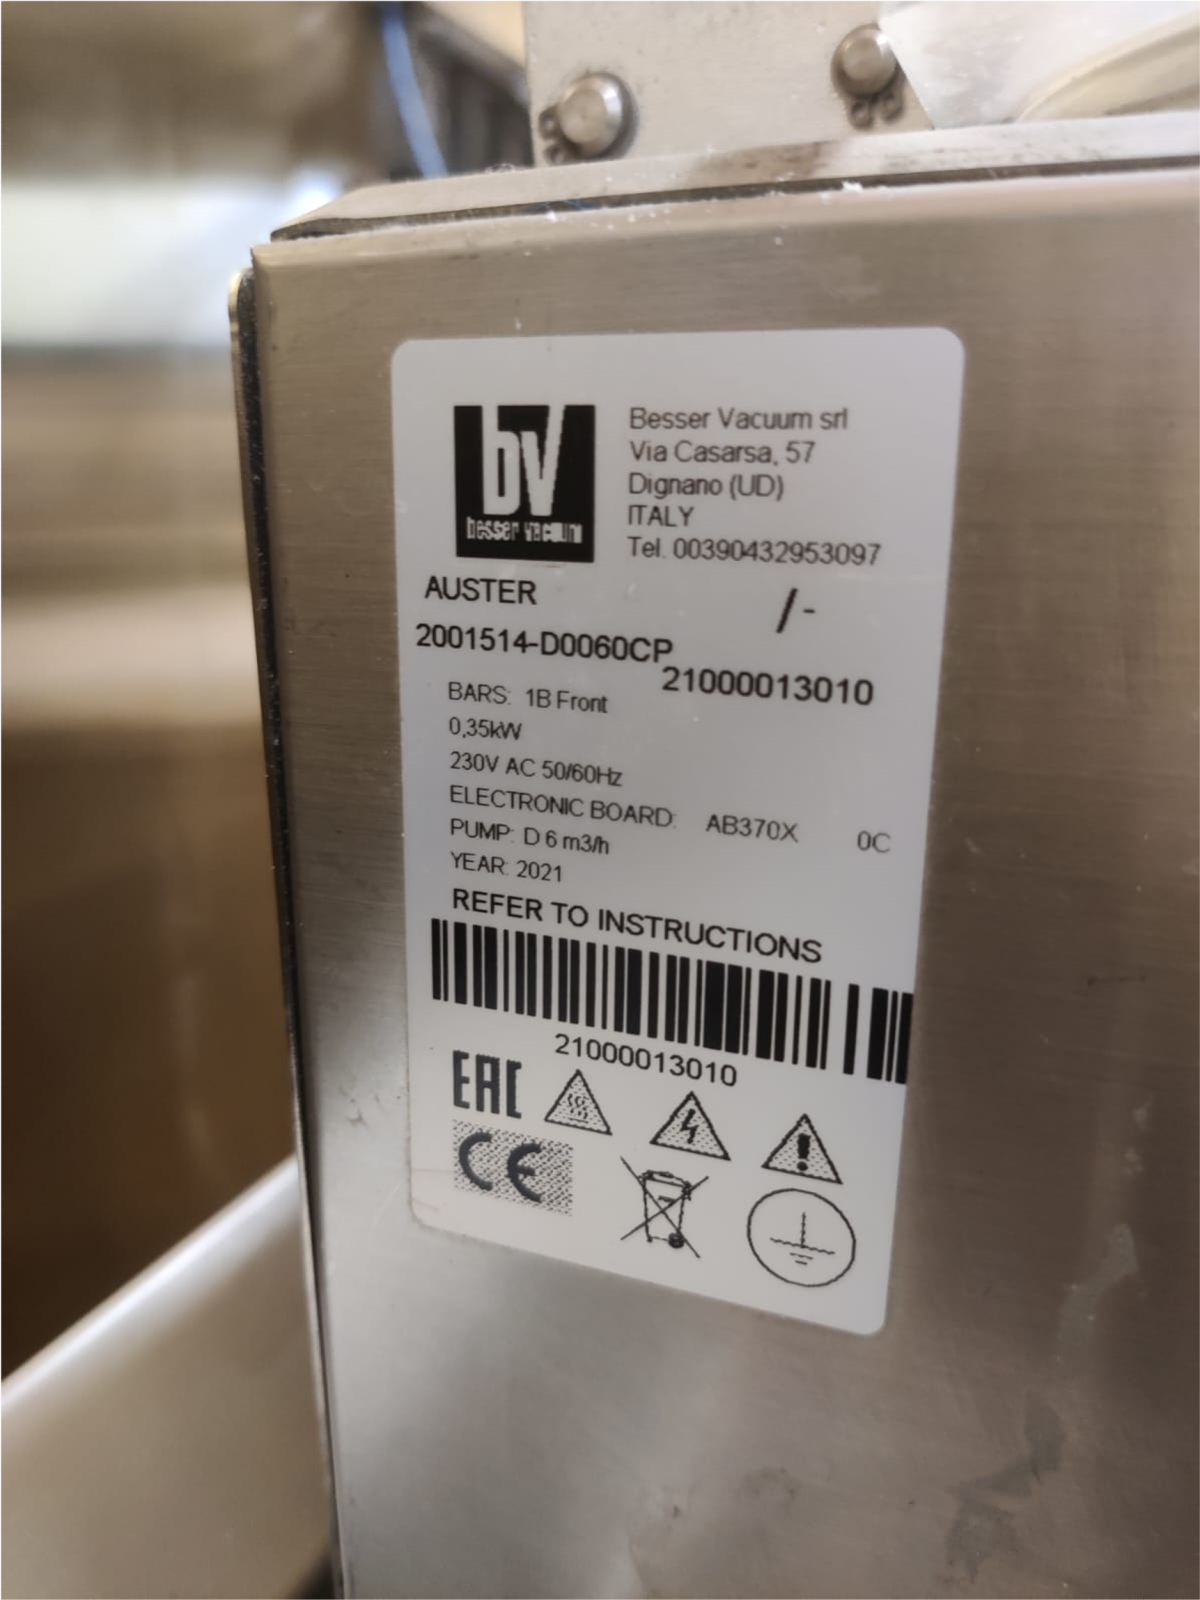 bv
besser vacuum
Besser Vacuum srl
Via Casarsa, 57
Dignano (UD)
ITALY
Tel. 00390432953097
AUSTER /-
2001514-D0060CP
21000013010
BARS: 1B Front
0,35kW
230V AC 50/60Hz
ELECTRONIC BOARD: AB370X 0C
PUMP: D 6 m3/h
YEAR: 2021
REFER TO INSTRUCTIONS
21000013010
EAC
CE